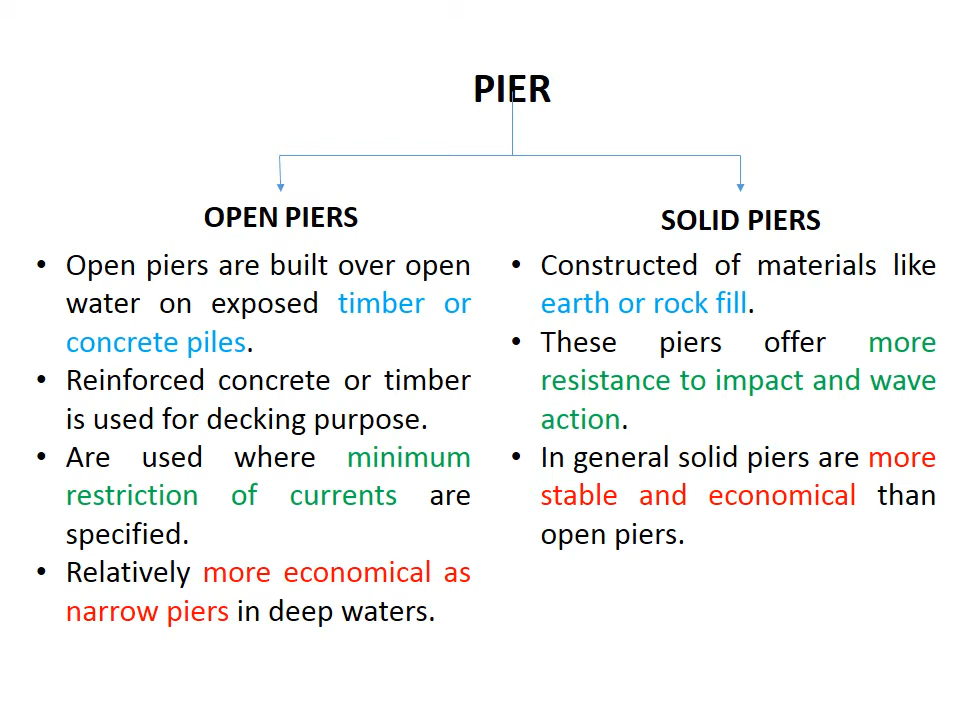 PIER
OPEN PIERS
• Open piers are built over open
water on exposed timber or
concrete piles.
• Reinforced concrete or timber
is used for decking purpose.
• Are used where minimum
restriction of currents are
specified.
• Relatively more economical as
narrow piers in deep waters.
SOLID PIERS
• Constructed of materials like
earth or rock fill.
• These piers offer more
resistance to impact and wave
action.
• In general solid piers are more
stable and economical than
open piers.